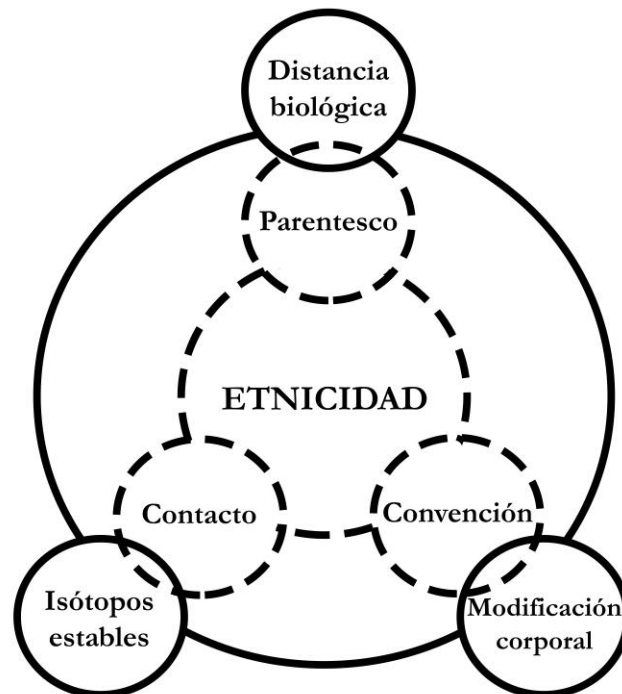 Distancia
biológica
Parentesco
ETNICIDAD
Contacto
Convención
Isótopos
estables
Modificación
corporal